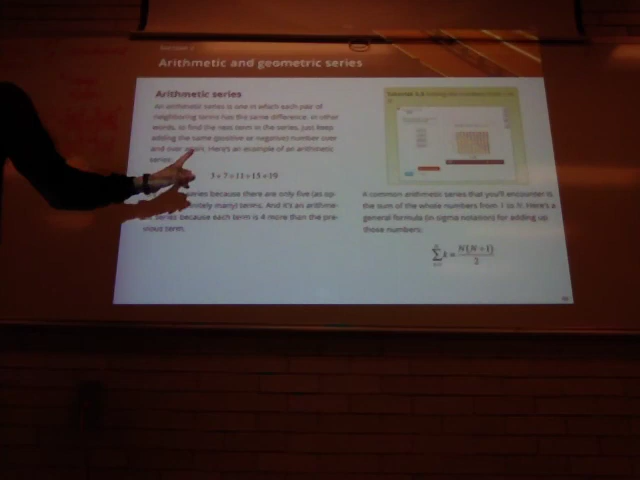 Arithmetic and geometric series
Arithmetic series
An arithmetic series is one in which each pair of
neighboring terms has the same difference. In other
words, to find the next term in the series, just keep
adding the same (positive or negative) number over
and over again. Here's an example of an arithmetic
series:
3+7+11+15+19
series because there are only five (as op-
nitely many) terms. And it's an arithme-
series because each term is 4 more than the pre-
vious term.
A common arithmetic series that you'll encounter is
the sum of the whole numbers from 1 to N. Here's a
general formula (in sigma notation) for adding up
those numbers:
N(N+1)
2